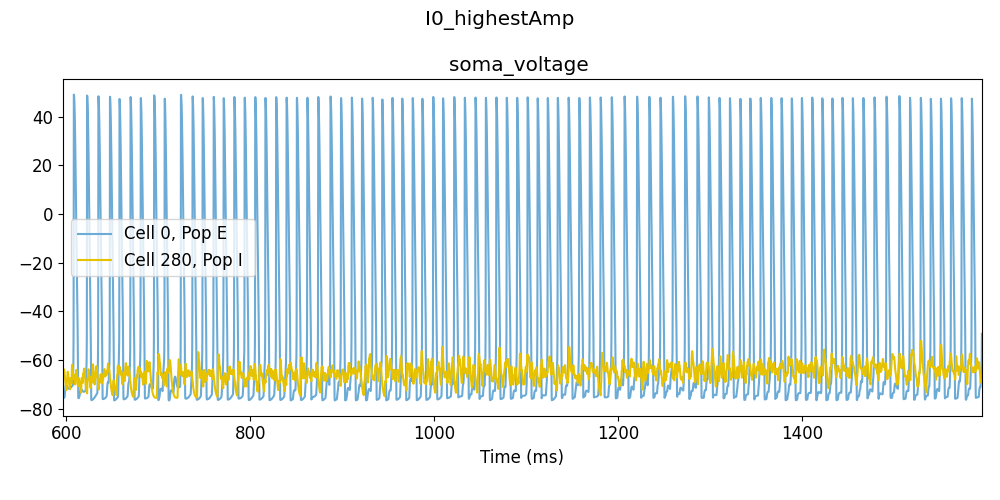 I0_highestAmp
soma_voltage
40
20
0
−20
−40
−60
−80
Cell 0, Pop E
Cell 280, Pop I
600 800 1000 1200 1400
Time (ms)